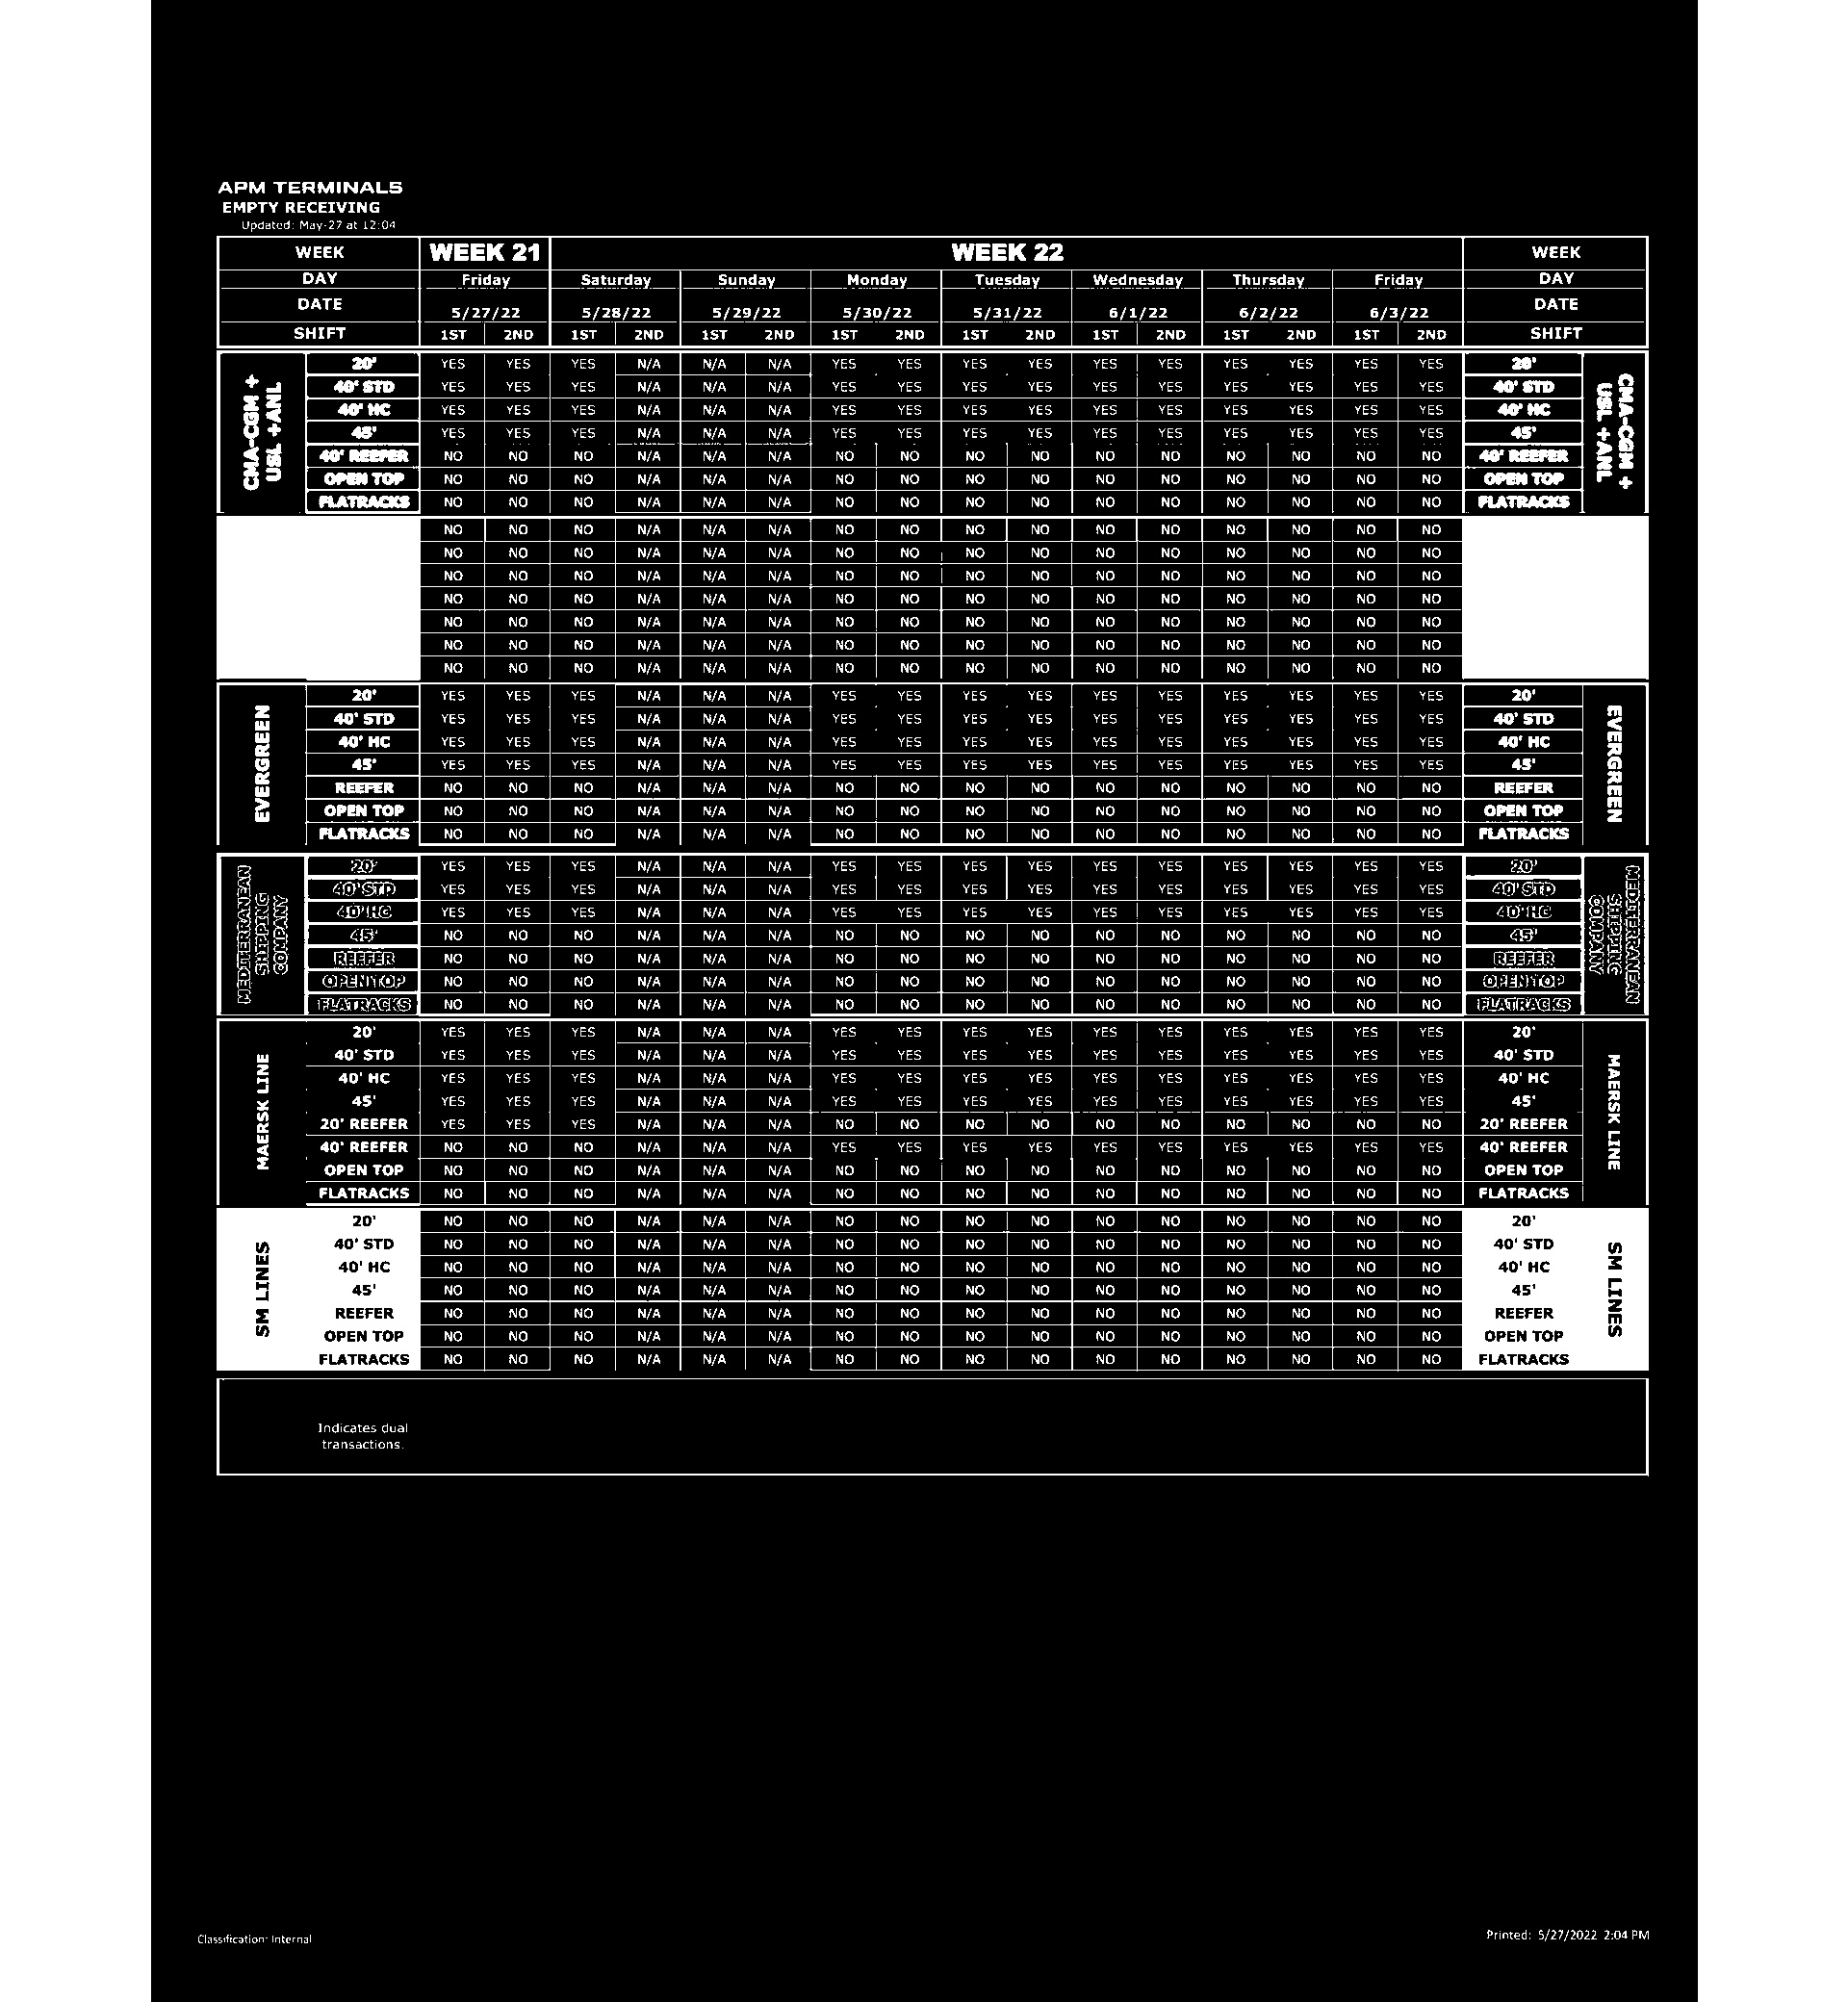 APM TERMINALS
EMPTY RECEIVING
Updated: May-27 at 12:04
WEEK WEEK 21 WEEK 22 WEEK
DAY Friday Saturday Sunday Monday Tuesday Wednesday Thursday Friday DAY
DATE 5/27/22 5/28/22 5/29/22 5/30/22 5/31/22 6/1/22 6/2/22 6/3/22 DATE
SHIFT 1ST 2ND 1ST 2ND 1ST 2ND 1ST 2ND 1ST 2ND 1ST 2ND 1ST 2ND 1ST 2ND SHIFT
CMA-CGM +
USL +ANL
20' YES YES YES N/A N/A N/A YES YES YES YES YES YES YES YES YES YES 20'
40' STD YES YES YES N/A N/A N/A YES YES YES YES YES YES YES YES YES YES 40' STD
40' HC YES YES YES N/A N/A N/A YES YES YES YES YES YES YES YES YES YES 40' HC
45' YES YES YES N/A N/A N/A YES YES YES YES YES YES YES YES YES YES 45'
40' REEFER NO NO NO N/A N/A N/A NO NO NO NO NO NO NO NO NO NO 40' REEFER
OPEN TOP NO NO NO N/A N/A N/A NO NO NO NO NO NO NO NO NO NO OPEN TOP
FLATRACKS NO NO NO N/A N/A N/A NO NO NO NO NO NO NO NO NO NO FLATRACKS
CMA-CGM +
USL +ANL
NO NO NO N/A N/A N/A NO NO NO NO NO NO NO NO NO NO
NO NO NO N/A N/A N/A NO NO NO NO NO NO NO NO NO NO
NO NO NO N/A N/A N/A NO NO NO NO NO NO NO NO NO NO
NO NO NO N/A N/A N/A NO NO NO NO NO NO NO NO NO NO
NO NO NO N/A N/A N/A NO NO NO NO NO NO NO NO NO NO
NO NO NO N/A N/A N/A NO NO NO NO NO NO NO NO NO NO
NO NO NO N/A N/A N/A NO NO NO NO NO NO NO NO NO NO
EVERGREEN
20' YES YES YES N/A N/A N/A YES YES YES YES YES YES YES YES YES YES 20'
40' STD YES YES YES N/A N/A N/A YES YES YES YES YES YES YES YES YES YES 40' STD
40' HC YES YES YES N/A N/A N/A YES YES YES YES YES YES YES YES YES YES 40' HC
45' YES YES YES N/A N/A N/A YES YES YES YES YES YES YES YES YES YES 45'
REEFER NO NO NO N/A N/A N/A NO NO NO NO NO NO NO NO NO NO REEFER
OPEN TOP NO NO NO N/A N/A N/A NO NO NO NO NO NO NO NO NO NO OPEN TOP
FLATRACKS NO NO NO N/A N/A N/A NO NO NO NO NO NO NO NO NO NO FLATRACKS
EVERGREEN
MEDITERRANEAN
SHIPPING
COMPANY
20' YES YES YES N/A N/A N/A YES YES YES YES YES YES YES YES YES YES 20'
40' STD YES YES YES N/A N/A N/A YES YES YES YES YES YES YES YES YES YES 40' STD
40' HC YES YES YES N/A N/A N/A YES YES YES YES YES YES YES YES YES YES 40' HC
45' NO NO NO N/A N/A N/A NO NO NO NO NO NO NO NO NO NO 45'
REEFER NO NO NO N/A N/A N/A NO NO NO NO NO NO NO NO NO NO REEFER
OPEN TOP NO NO NO N/A N/A N/A NO NO NO NO NO NO NO NO NO NO OPEN TOP
FLATRACKS NO NO NO N/A N/A N/A NO NO NO NO NO NO NO NO NO NO FLATRACKS
MEDITERRANEAN
SHIPPING
COMPANY
MAERSK LINE
20' YES YES YES N/A N/A N/A YES YES YES YES YES YES YES YES YES YES 20'
40' STD YES YES YES N/A N/A N/A YES YES YES YES YES YES YES YES YES YES 40' STD
40' HC YES YES YES N/A N/A N/A YES YES YES YES YES YES YES YES YES YES 40' HC
45' YES YES YES N/A N/A N/A YES YES YES YES YES YES YES YES YES YES 45'
20' REEFER YES YES YES N/A N/A N/A NO NO NO NO NO NO NO NO NO NO 20' REEFER
40' REEFER NO NO NO N/A N/A N/A YES YES YES YES YES YES YES YES YES YES 40' REEFER
OPEN TOP NO NO NO N/A N/A N/A NO NO NO NO NO NO NO NO NO NO OPEN TOP
FLATRACKS NO NO NO N/A N/A N/A NO NO NO NO NO NO NO NO NO NO FLATRACKS
MAERSK LINE
SM LINES
20' NO NO NO N/A N/A N/A NO NO NO NO NO NO NO NO NO NO 20'
40' STD NO NO NO N/A N/A N/A NO NO NO NO NO NO NO NO NO NO 40' STD
40' HC NO NO NO N/A N/A N/A NO NO NO NO NO NO NO NO NO NO 40' HC
45' NO NO NO N/A N/A N/A NO NO NO NO NO NO NO NO NO NO 45'
REEFER NO NO NO N/A N/A N/A NO NO NO NO NO NO NO NO NO NO REEFER
OPEN TOP NO NO NO N/A N/A N/A NO NO NO NO NO NO NO NO NO NO OPEN TOP
FLATRACKS NO NO NO N/A N/A N/A NO NO NO NO NO NO NO NO NO NO FLATRACKS
SM LINES
Indicates dual
transactions.
Classification: Internal
Printed: 5/27/2022 2:04 PM